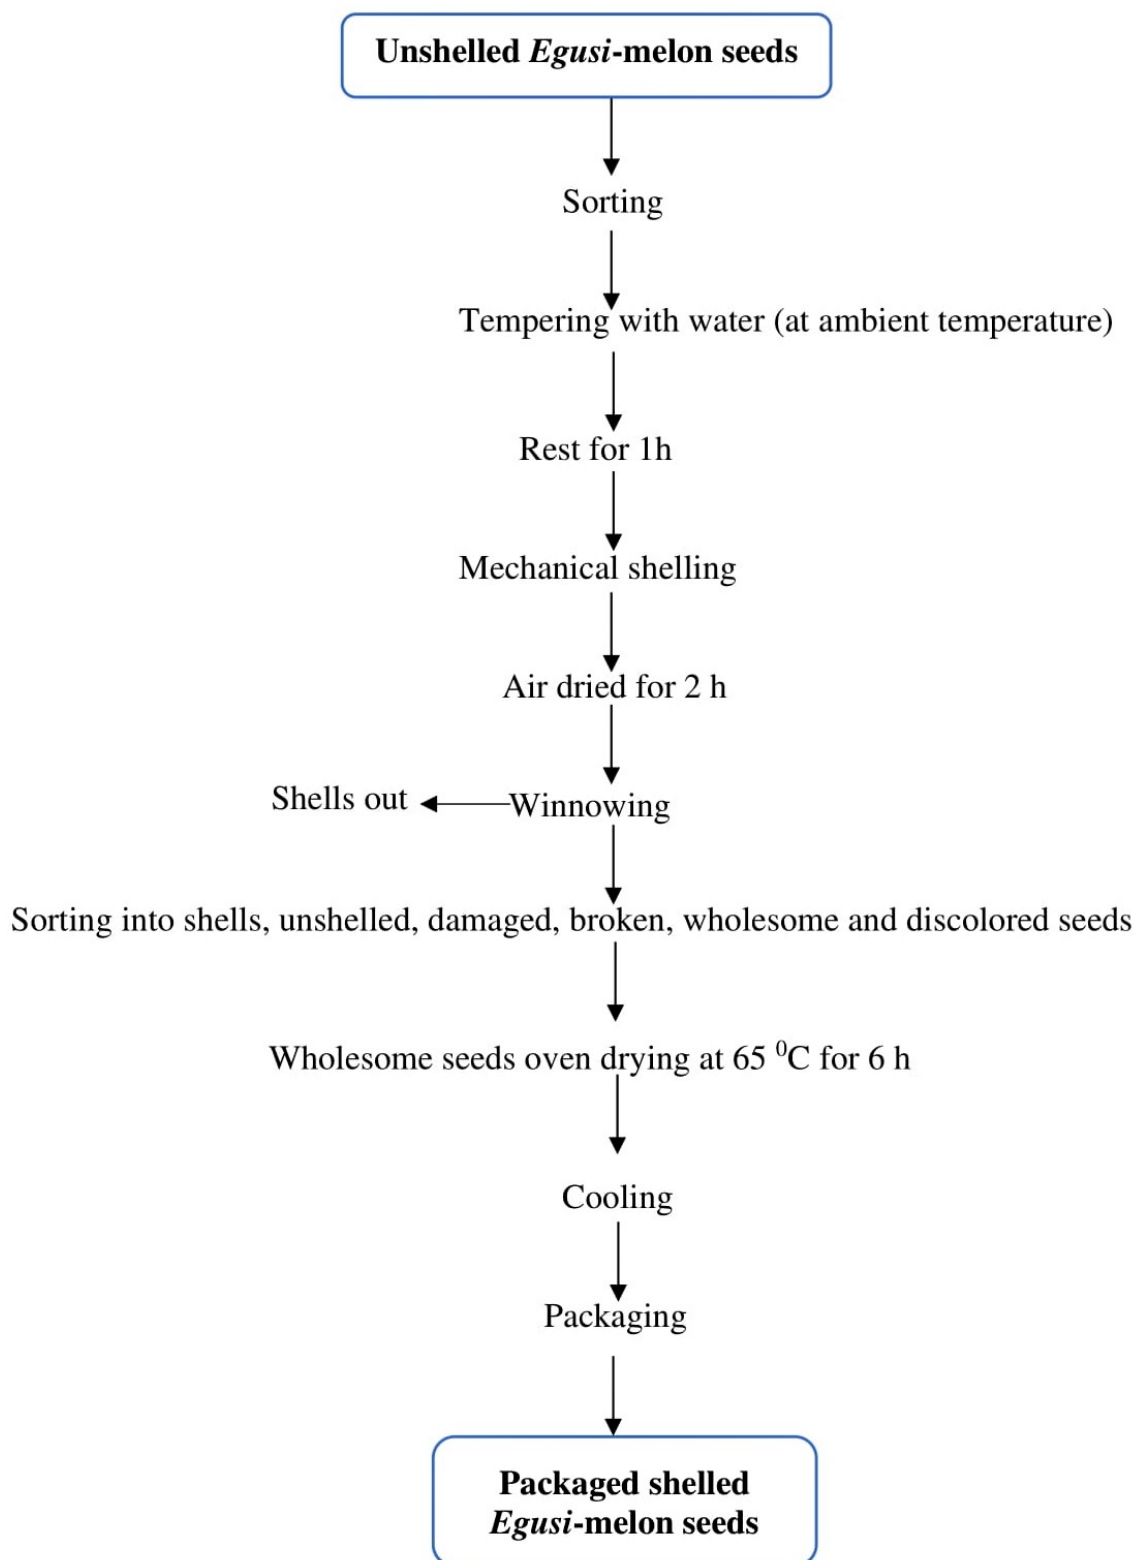 Unshelled Egusi-melon seeds
Sorting
Tempering with water (at ambient temperature)
Rest for 1h
Mechanical shelling
Air dried for 2 h
Shells out
Winnowing
Sorting into shells, unshelled, damaged, broken, wholesome and discolored seeds
Wholesome seeds oven drying at 65 ⁰C for 6 h
Cooling
Packaging
Packaged shelled
Egusi-melon seeds